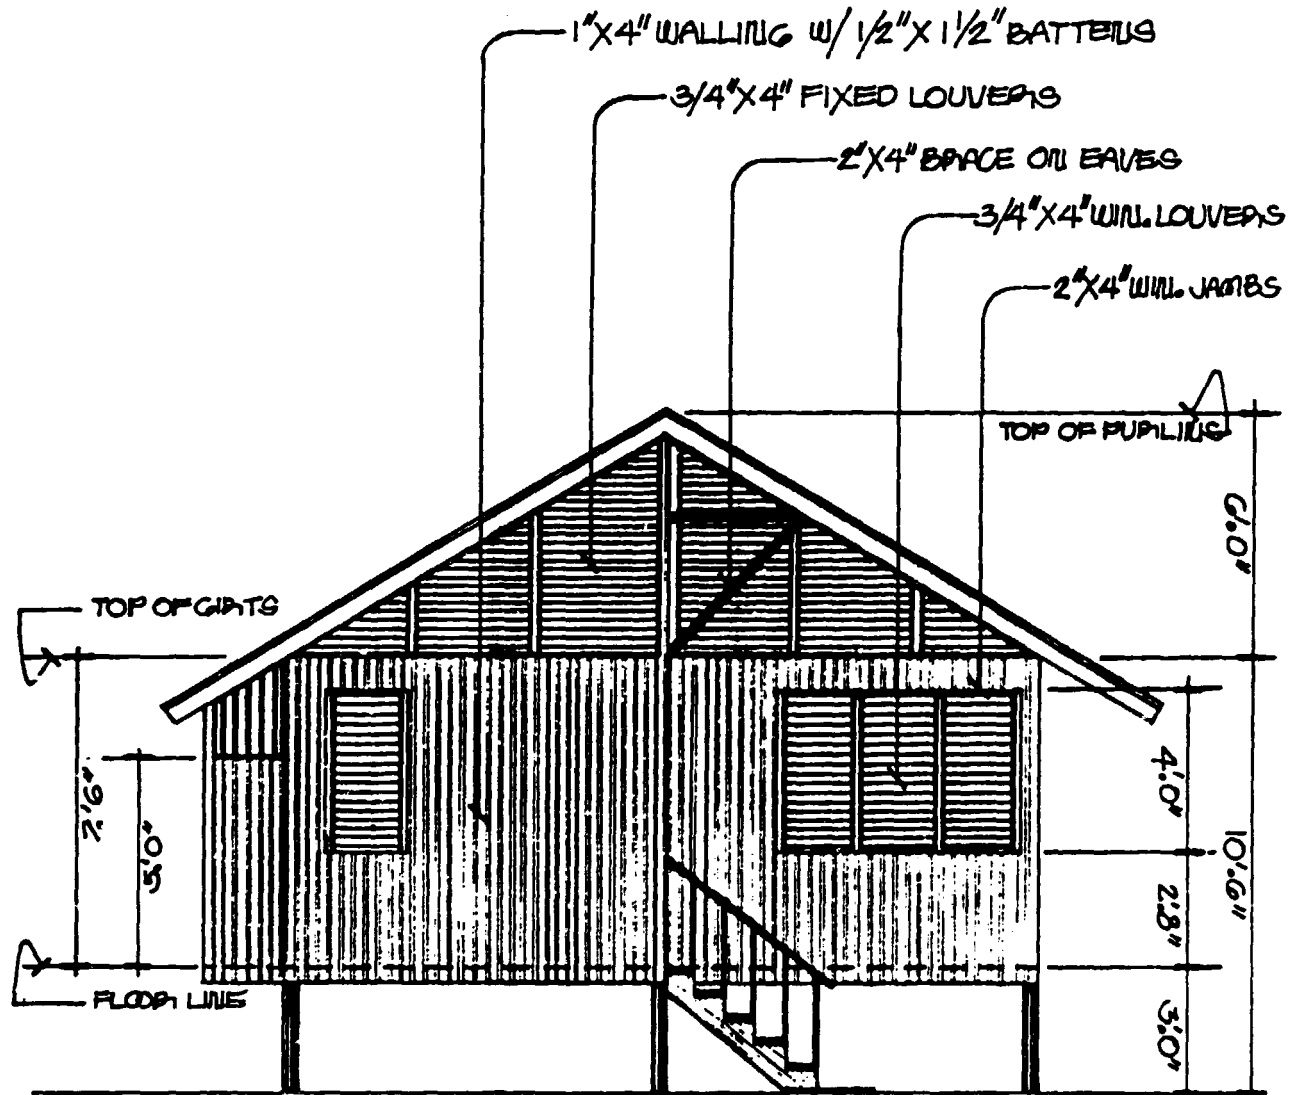 1"X4" WALLING W/ 1/2"X 1 1/2" BATTENS
3/4"X4" FIXED LOUVERS
2"X4" BRACE ON EAVES
3/4"X4" WIN. LOUVERS
2"X4" WIN. JAMBS
TOP OF PURLINS
6'.0"
TOP OF GIRTS
7'.6"
5'.0"
4'.0"
10'.6"
2'.8"
FLOOR LINE
3'.0"